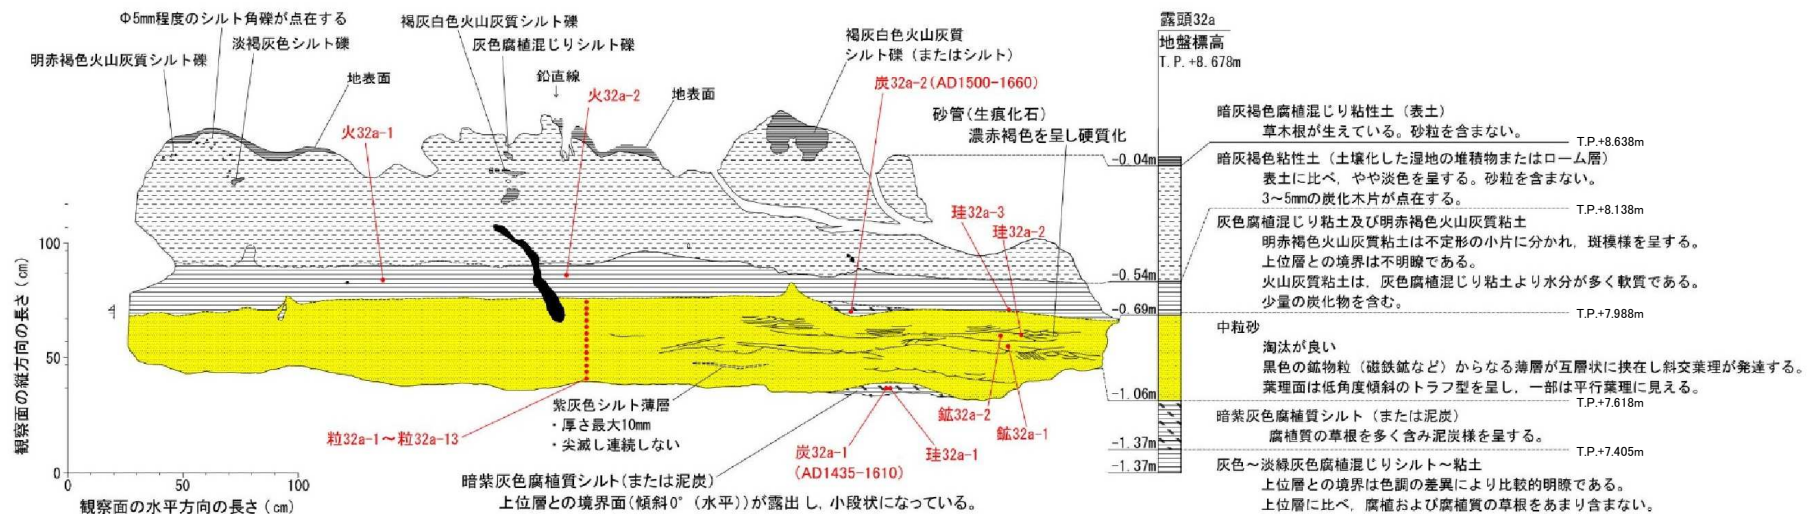 Φ5mm程度のシルト角礫が点在する
淡褐灰色シルト礫
明赤褐色火山灰質シルト礫
地表面
褐灰白色火山灰質シルト礫
灰色腐植混じりシルト礫
鉛直線
火32a-2
地表面
火32a-1
褐灰白色火山灰質
シルト礫（またはシルト）
炭32a-2(AD1500-1660)
砂管(生痕化石)
濃赤褐色を呈し硬質化
珪32a-3
珪32a-2
鉱32a-2
鉱32a-1
紫灰色シルト薄層
・厚さ最大10mm
・尖滅し連続しない
粒32a-1～粒32a-13
炭32a-1
(AD1435-1610)
珪32a-1
暗紫灰色腐植質シルト(または泥炭)
上位層との境界面(傾斜0°（水平）)が露出し，小段状になっている。
観察面の縦方向の長さ（cm）
100
50
0
0
50
100
観察面の水平方向の長さ（cm）
露頭32a
地盤標高
T.P.+8.678m
-0.04m
-0.54m
-0.69m
-1.06m
-1.37m
-1.37m
暗灰褐色腐植混じり粘性土（表土）
草木根が生えている。砂粒を含まない。
T.P.+8.638m
暗灰褐色粘性土（土壌化した湿地の堆積物またはローム層）
表土に比べ，やや淡色を呈する。砂粒を含まない。
3～5mmの炭化木片が点在する。
T.P.+8.138m
灰色腐植混じり粘土及び明赤褐色火山灰質粘土
明赤褐色火山灰質粘土は不定形の小片に分かれ，斑模様を呈する。
上位層との境界は不明瞭である。
火山灰質粘土は，灰色腐植混じり粘土より水分が多く軟質である。
少量の炭化物を含む。
T.P.+7.988m
中粒砂
淘汰が良い
黒色の鉱物粒（磁鉄鉱など）からなる薄層が互層状に挟在し斜交葉理が発達する。
葉理面は低角度傾斜のトラフ型を呈し，一部は平行葉理に見える。
T.P.+7.618m
暗紫灰色腐植質シルト（または泥炭）
腐植質の草根を多く含み泥炭様を呈する。
T.P.+7.405m
灰色～淡緑灰色腐植混じりシルト～粘土
上位層との境界は色調の差異により比較的明瞭である。
上位層に比べ，腐植および腐植質の草根をあまり含まない。